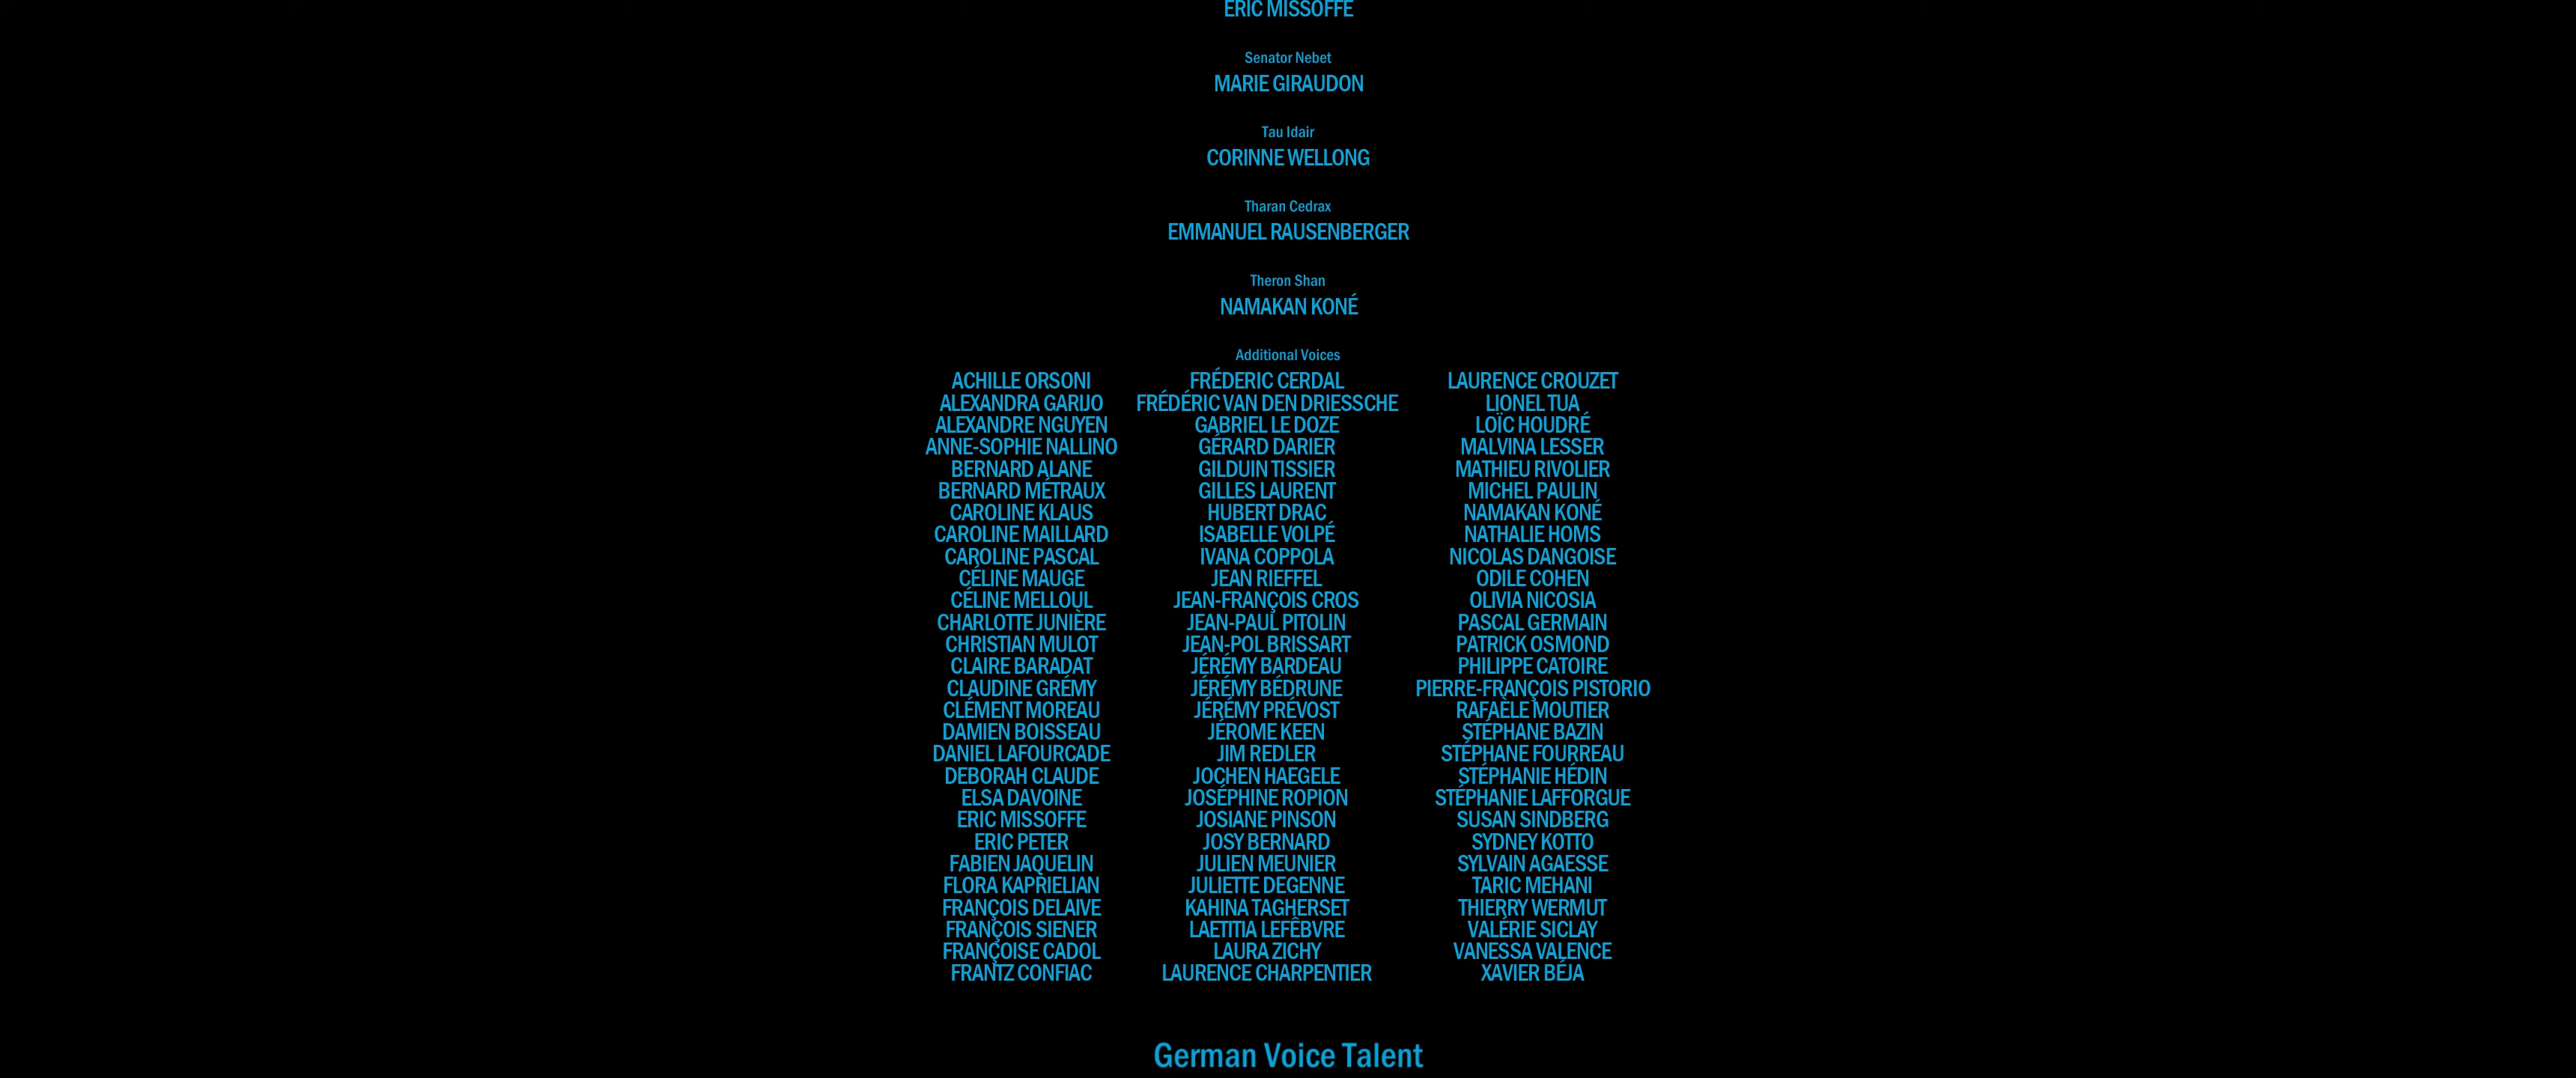 ERIC MISSOFFE
Senator Nebet
MARIE GIRAUDON
Tau Idair
CORINNE WELLONG
Tharan Cedrax
EMMANUEL RAUSENBERGER
Theron Shan
NAMAKAN KONÉ
Additional Voices
ACHILLE ORSONI
ALEXANDRA GARIJO
ALEXANDRE NGUYEN
ANNE-SOPHIE NALLINO
BERNARD ALANE
BERNARD MÉTRAUX
CAROLINE KLAUS
CAROLINE MAILLARD
CAROLINE PASCAL
CÉLINE MAUGE
CÉLINE MELLOUL
CHARLOTTE JUNIÈRE
CHRISTIAN MULOT
CLAIRE BARADAT
CLAUDINE GRÉMY
CLÉMENT MOREAU
DAMIEN BOISSEAU
DANIEL LAFOURCADE
DEBORAH CLAUDE
ELSA DAVOINE
ERIC MISSOFFE
ERIC PETER
FABIEN JAQUELIN
FLORA KAPRIELIAN
FRANÇOIS DELAIVE
FRANÇOIS SIENER
FRANÇOISE CADOL
FRANTZ CONFIAC
FRÉDERIC CERDAL
FRÉDÉRIC VAN DEN DRIESSCHE
GABRIEL LE DOZE
GÉRARD DARIER
GILDUIN TISSIER
GILLES LAURENT
HUBERT DRAC
ISABELLE VOLPÉ
IVANA COPPOLA
JEAN RIEFFEL
JEAN-FRANÇOIS CROS
JEAN-PAUL PITOLIN
JEAN-POL BRISSART
JÉRÉMY BARDEAU
JÉRÉMY BÉDRUNE
JÉRÉMY PRÉVOST
JÉROME KEEN
JIM REDLER
JOCHEN HAEGELE
JOSÉPHINE ROPION
JOSIANE PINSON
JOSY BERNARD
JULIEN MEUNIER
JULIETTE DEGENNE
KAHINA TAGHERSET
LAETITIA LEFÊBVRE
LAURA ZICHY
LAURENCE CHARPENTIER
LAURENCE CROUZET
LIONEL TUA
LOÏC HOUDRÉ
MALVINA LESSER
MATHIEU RIVOLIER
MICHEL PAULIN
NAMAKAN KONÉ
NATHALIE HOMS
NICOLAS DANGOISE
ODILE COHEN
OLIVIA NICOSIA
PASCAL GERMAIN
PATRICK OSMOND
PHILIPPE CATOIRE
PIERRE-FRANÇOIS PISTORIO
RAFAÈLE MOUTIER
STÉPHANE BAZIN
STÉPHANE FOURREAU
STÉPHANIE HÉDIN
STÉPHANIE LAFFORGUE
SUSAN SINDBERG
SYDNEY KOTTO
SYLVAIN AGAESSE
TARIC MEHANI
THIERRY WERMUT
VALÉRIE SICLAY
VANESSA VALENCE
XAVIER BÉJA
German Voice Talent